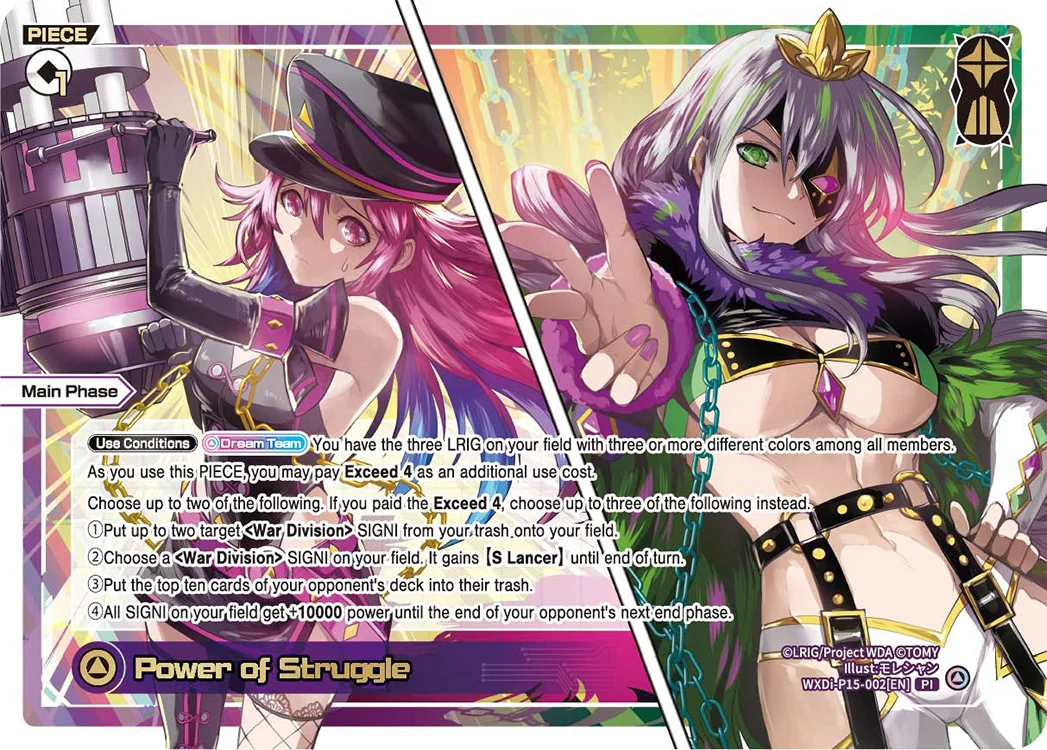 PIECE
1
Main Phase
Use Conditions Dream Team You have the three LRIG on your field with three or more different colors among all members.
As you use this PIECE, you may pay Exceed 4 as an additional use cost.
Choose up to two of the following. If you paid the Exceed 4, choose up to three of the following instead.
①Put up to two target <War Division> SIGNI from your trash onto your field.
②Choose a <War Division> SIGNI on your field. It gains 【S Lancer】 until end of turn.
③Put the top ten cards of your opponent's deck into their trash.
④All SIGNI on your field get +10000 power until the end of your opponent's next end phase.
Power of Struggle
©LRIG/Project WDA ©TOMY
Illust:モレシャン
WXDi-P15-002[EN] PI